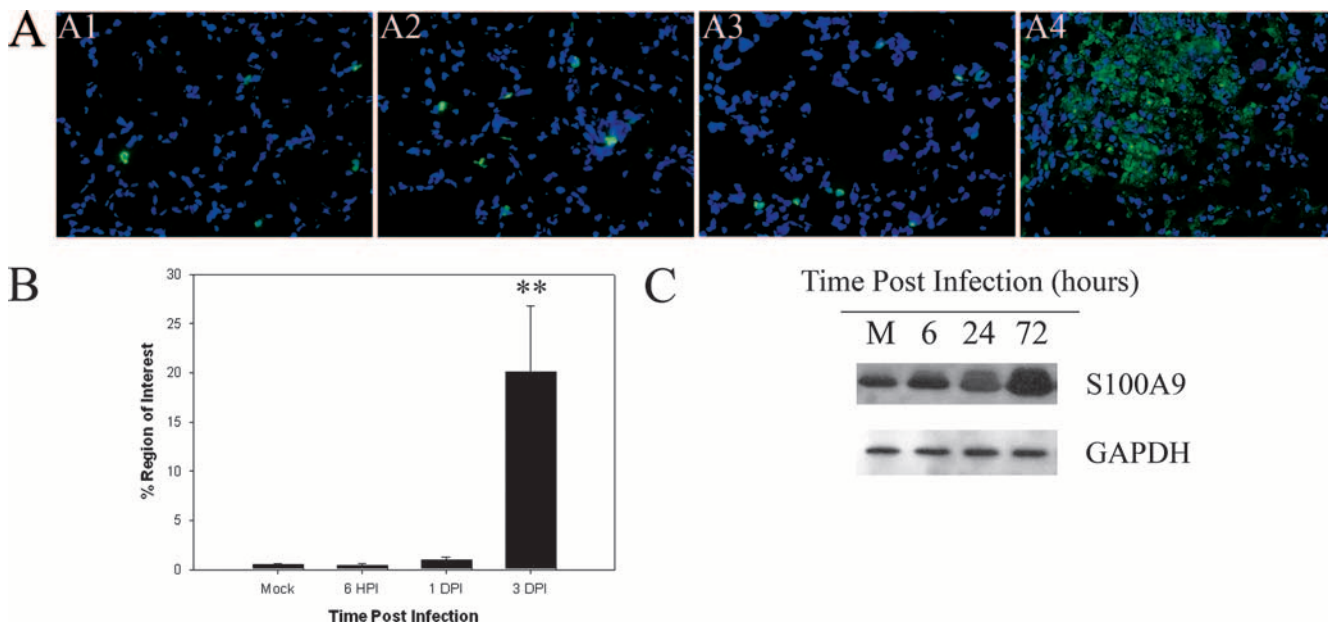 A
A1
A2
A3
A4
B
30
25
20
15
10
5
0
% Region of Interest
**
Mock
6 HPI
1 DPI
3 DPI
Time Post Infection
C
Time Post Infection (hours)
M 6 24 72
S100A9
GAPDH